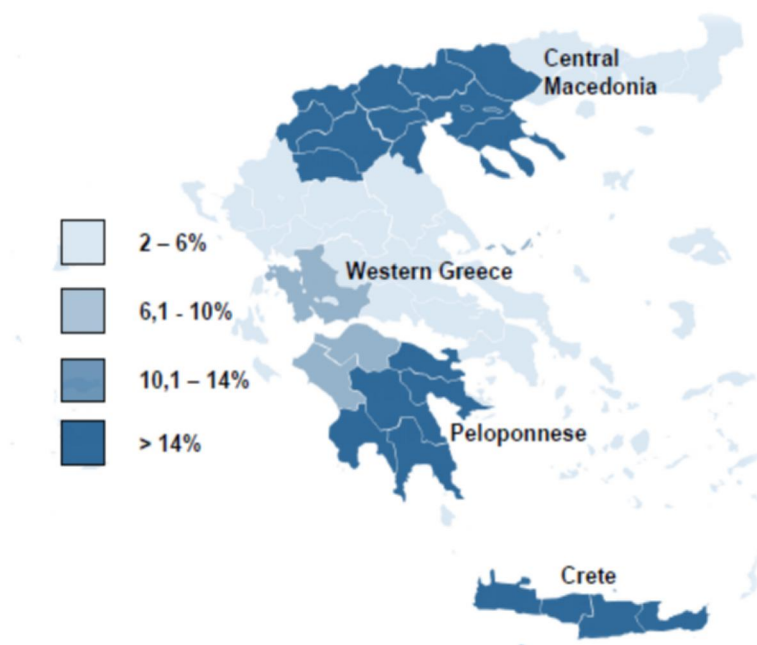 Central
Macedonia
2 – 6%
Western Greece
6,1 - 10%
10,1 – 14%
Peloponnese
> 14%
Crete